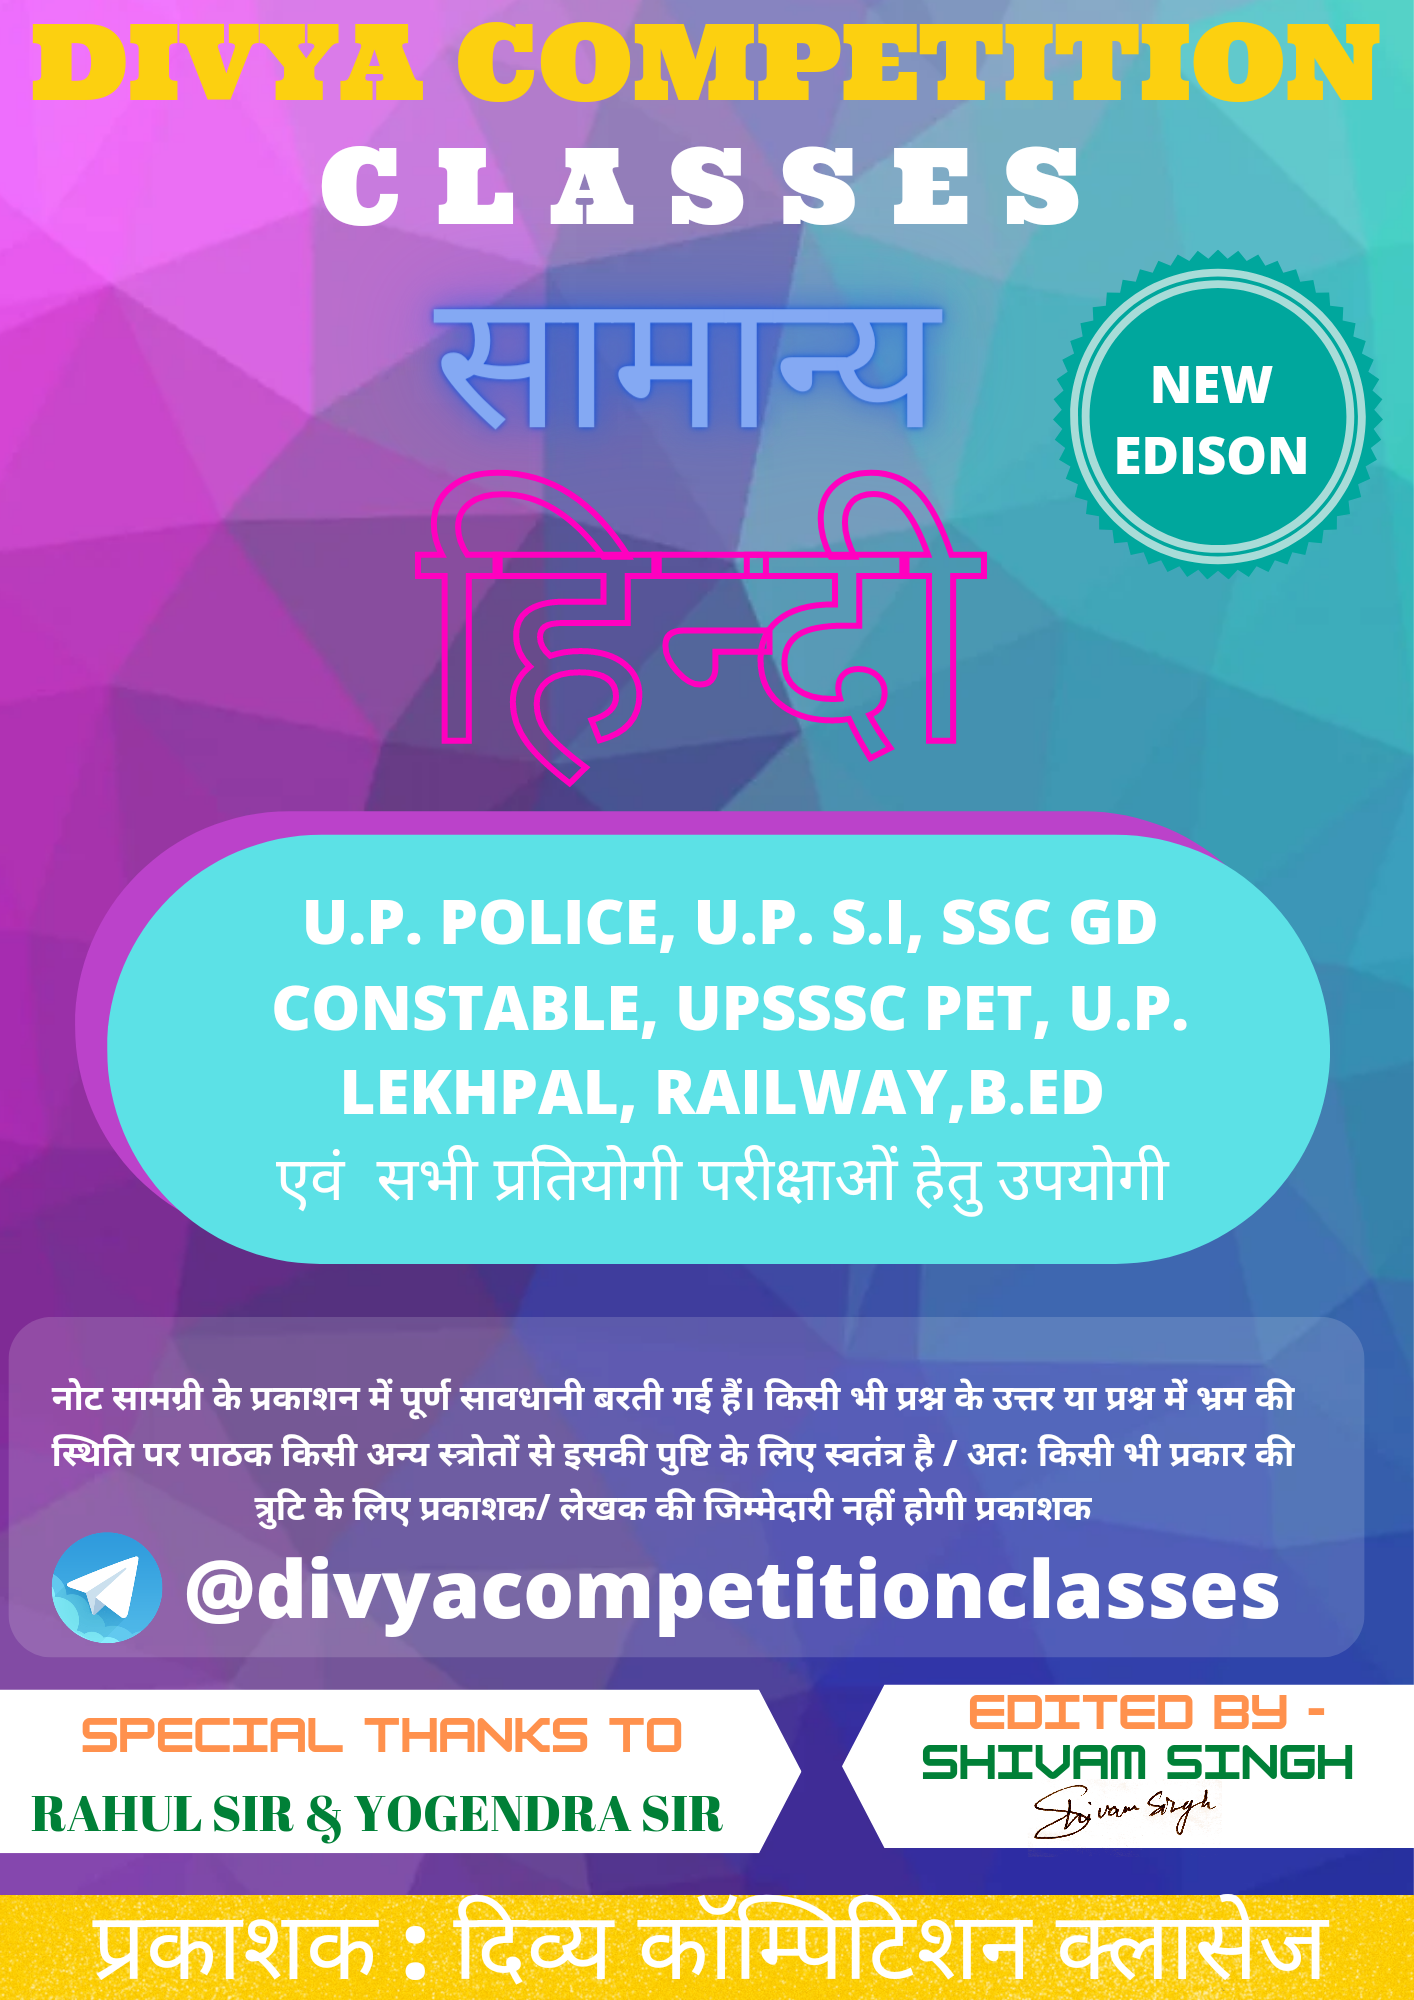 DIVYA COMPETITION
CLASSES
सामान्य
NEW
EDISON
हिन्दी
U.P. POLICE, U.P. S.I, SSC GD
CONSTABLE, UPSSSC PET, U.P.
LEKHPAL, RAILWAY,B.ED
एवं सभी प्रतियोगी परीक्षाओं हेतु उपयोगी
नोट सामग्री के प्रकाशन में पूर्ण सावधानी बरती गई हैं। किसी भी प्रश्न के उत्तर या प्रश्न में भ्रम की
स्थिति पर पाठक किसी अन्य स्त्रोतों से इसकी पुष्टि के लिए स्वतंत्र है / अतः किसी भी प्रकार की
त्रुटि के लिए प्रकाशक/ लेखक की जिम्मेदारी नहीं होगी प्रकाशक
@divyacompetitionclasses
SPECIAL THANKS TO
RAHUL SIR & YOGENDRA SIR
EDITED BY -
SHIVAM SINGH
Shivam Singh
प्रकाशक : दिव्य कॉम्पिटिशन क्लासेज